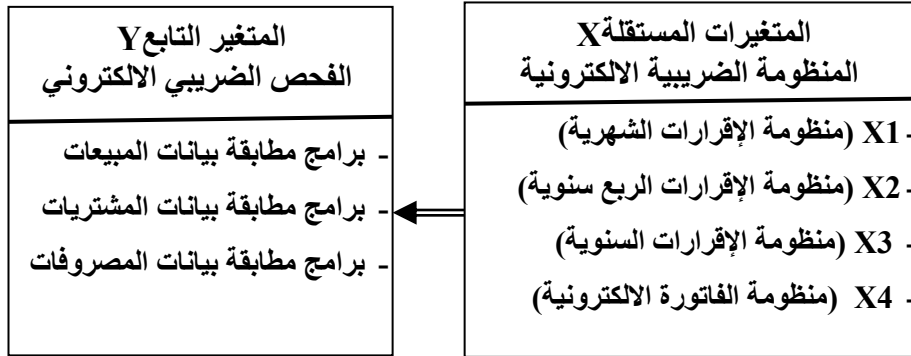 المتغيرات المستقلةX
المنظومة الضريبية الالكترونية
- X1 (منظومة الإقرارات الشهرية)
- X2 (منظومة الإقرارات الربع سنوية)
- X3 (منظومة الإقرارات السنوية)
- X4 (منظومة الفاتورة الالكترونية)
المتغير التابعY
الفحص الضريبي الالكتروني
- برامج مطابقة بيانات المبيعات
- برامج مطابقة بيانات المشتريات
- برامج مطابقة بيانات المصروفات